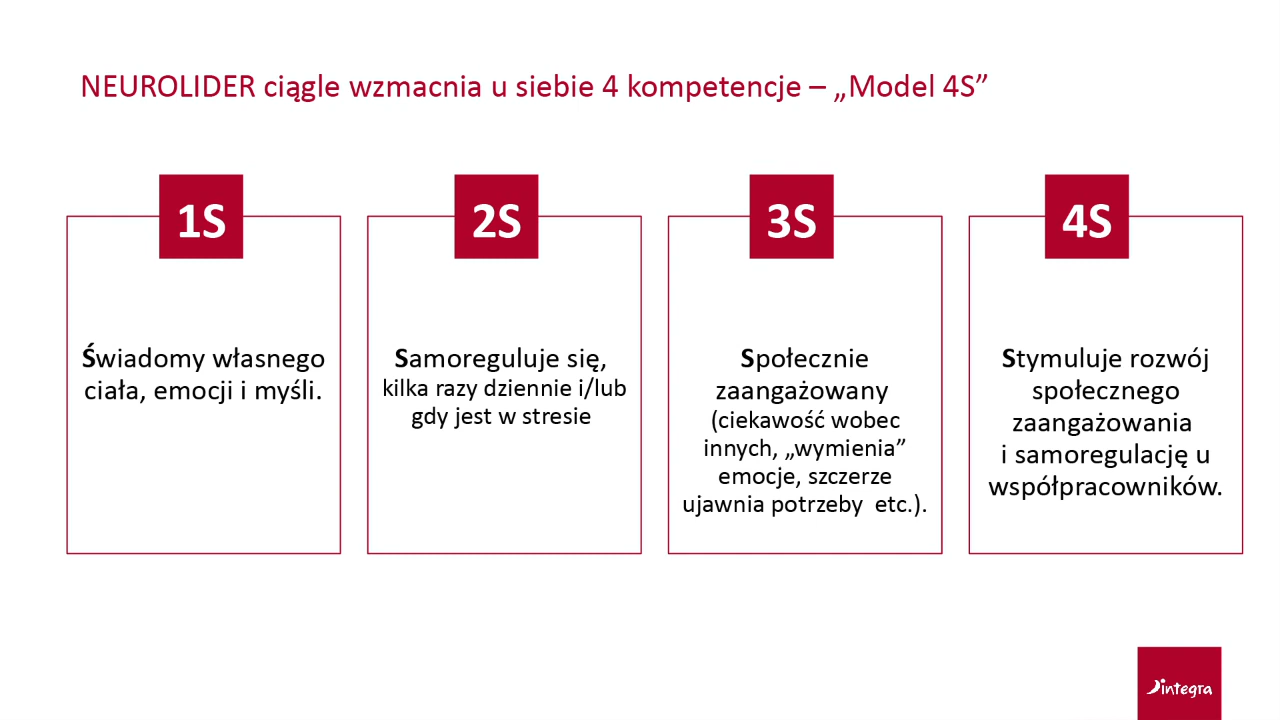 NEUROLIDER ciągle wzmacnia u siebie 4 kompetencje – „Model 4S”
1S
Świadomy własnego
ciała, emocji i myśli.
2S
Samoreguluje się,
kilka razy dziennie i/lub
gdy jest w stresie
3S
Społecznie
zaangażowany
(ciekawość wobec
innych, „wymienia”
emocje, szczerze
ujawnia potrzeby  etc.).
4S
Stymuluje rozwój
społecznego
zaangażowania
i samoregulację u
współpracowników.
integra